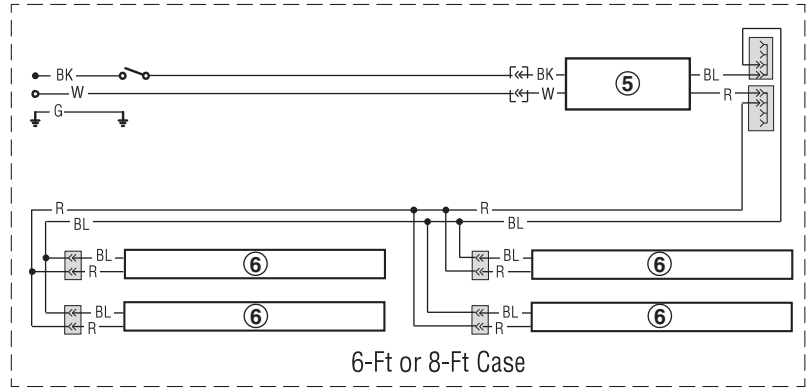 BK BK 5 BL
W W R
G
R R
BL BL
BL 6 BL 6
R R
BL 6 BL 6
R R
6-Ft or 8-Ft Case